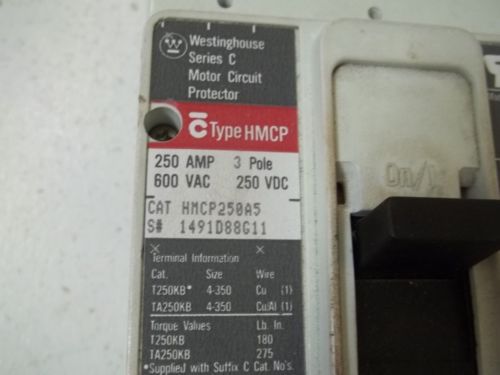 Westinghouse
Series C
Motor Circuit
Protector
C Type HMCP
250 AMP 3 Pole
600 VAC 250 VDC
CAT HMCP250A5
S# 1491D88G11
Terminal Information
Cat. Size Wire
T250KB* 4-350 Cu (1)
TA250KB 4-350 Cu/Al (1)
Torque Values Lb. In.
T250KB 180
TA250KB 275
*Supplied with Suffix C Cat. No's.
On/